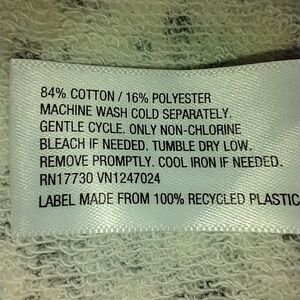 84% COTTON / 16% POLYESTER
MACHINE WASH COLD SEPARATELY.
GENTLE CYCLE. ONLY NON-CHLORINE
BLEACH IF NEEDED. TUMBLE DRY LOW.
REMOVE PROMPTLY. COOL IRON IF NEEDED.
RN17730 VN1247024
LABEL MADE FROM 100% RECYCLED PLASTIC